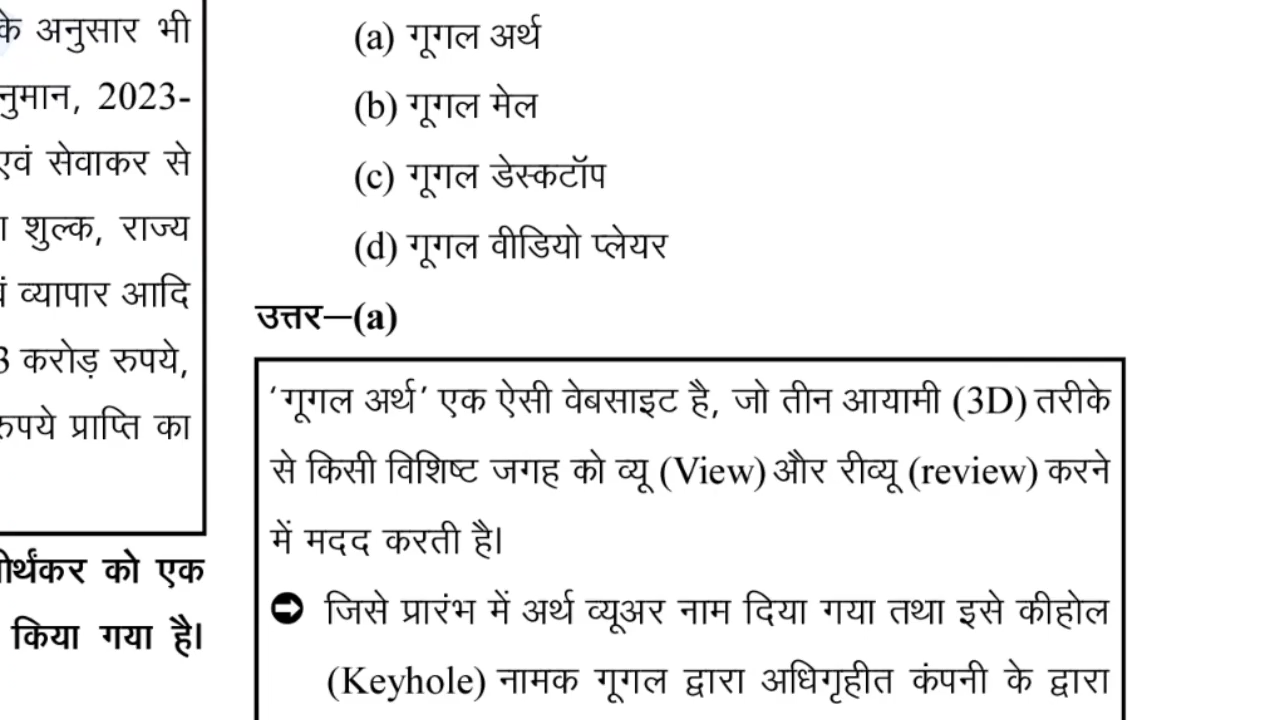 के अनुसार भी
नुमान, 2023-
एवं सेवाकर से
शुल्क, राज्य
व्यापार आदि
करोड़ रुपये,
रुपये प्राप्ति का
को एक
किया गया है।
(a) गूगल अर्थ
(b) गूगल मेल
(c) गूगल डेस्कटॉप
(d) गूगल वीडियो प्लेयर
उत्तर—(a)
‘गूगल अर्थ’ एक ऐसी वेबसाइट है, जो तीन आयामी (3D) तरीके
से किसी विशिष्ट जगह को व्यू (View) और रीव्यू (review) करने
में मदद करती है।
➲ जिसे प्रारंभ में अर्थ व्यूअर नाम दिया गया तथा इसे कीहोल
(Keyhole) नामक गूगल द्वारा अधिगृहीत कंपनी के द्वारा